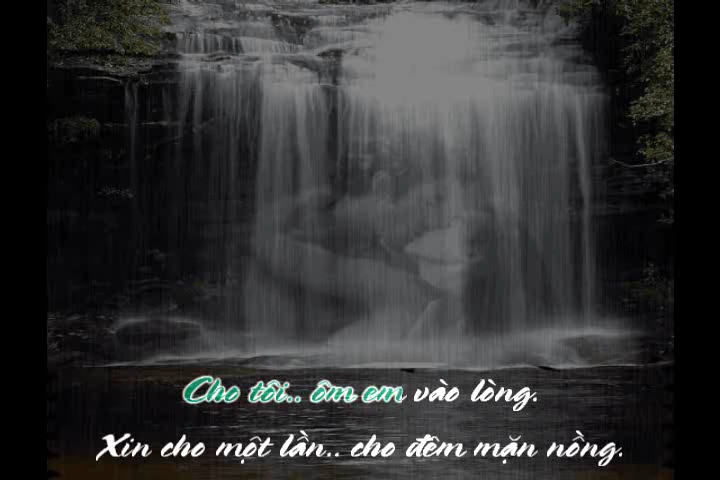 Cho tôi.. ôm em vào lòng.
Xin cho một lần.. cho đêm mặn nồng.